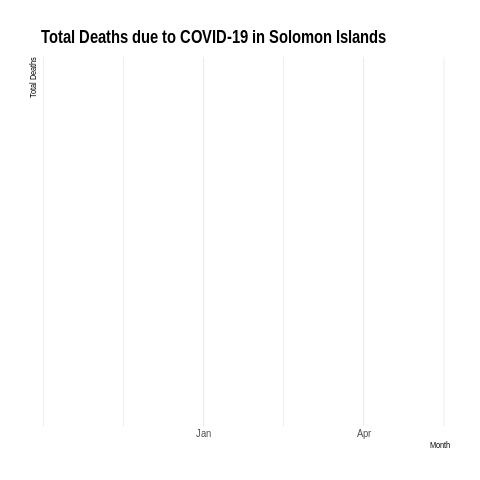 Total Deaths due to COVID-19 in Solomon Islands
Total Deaths
Jan
Apr
Month